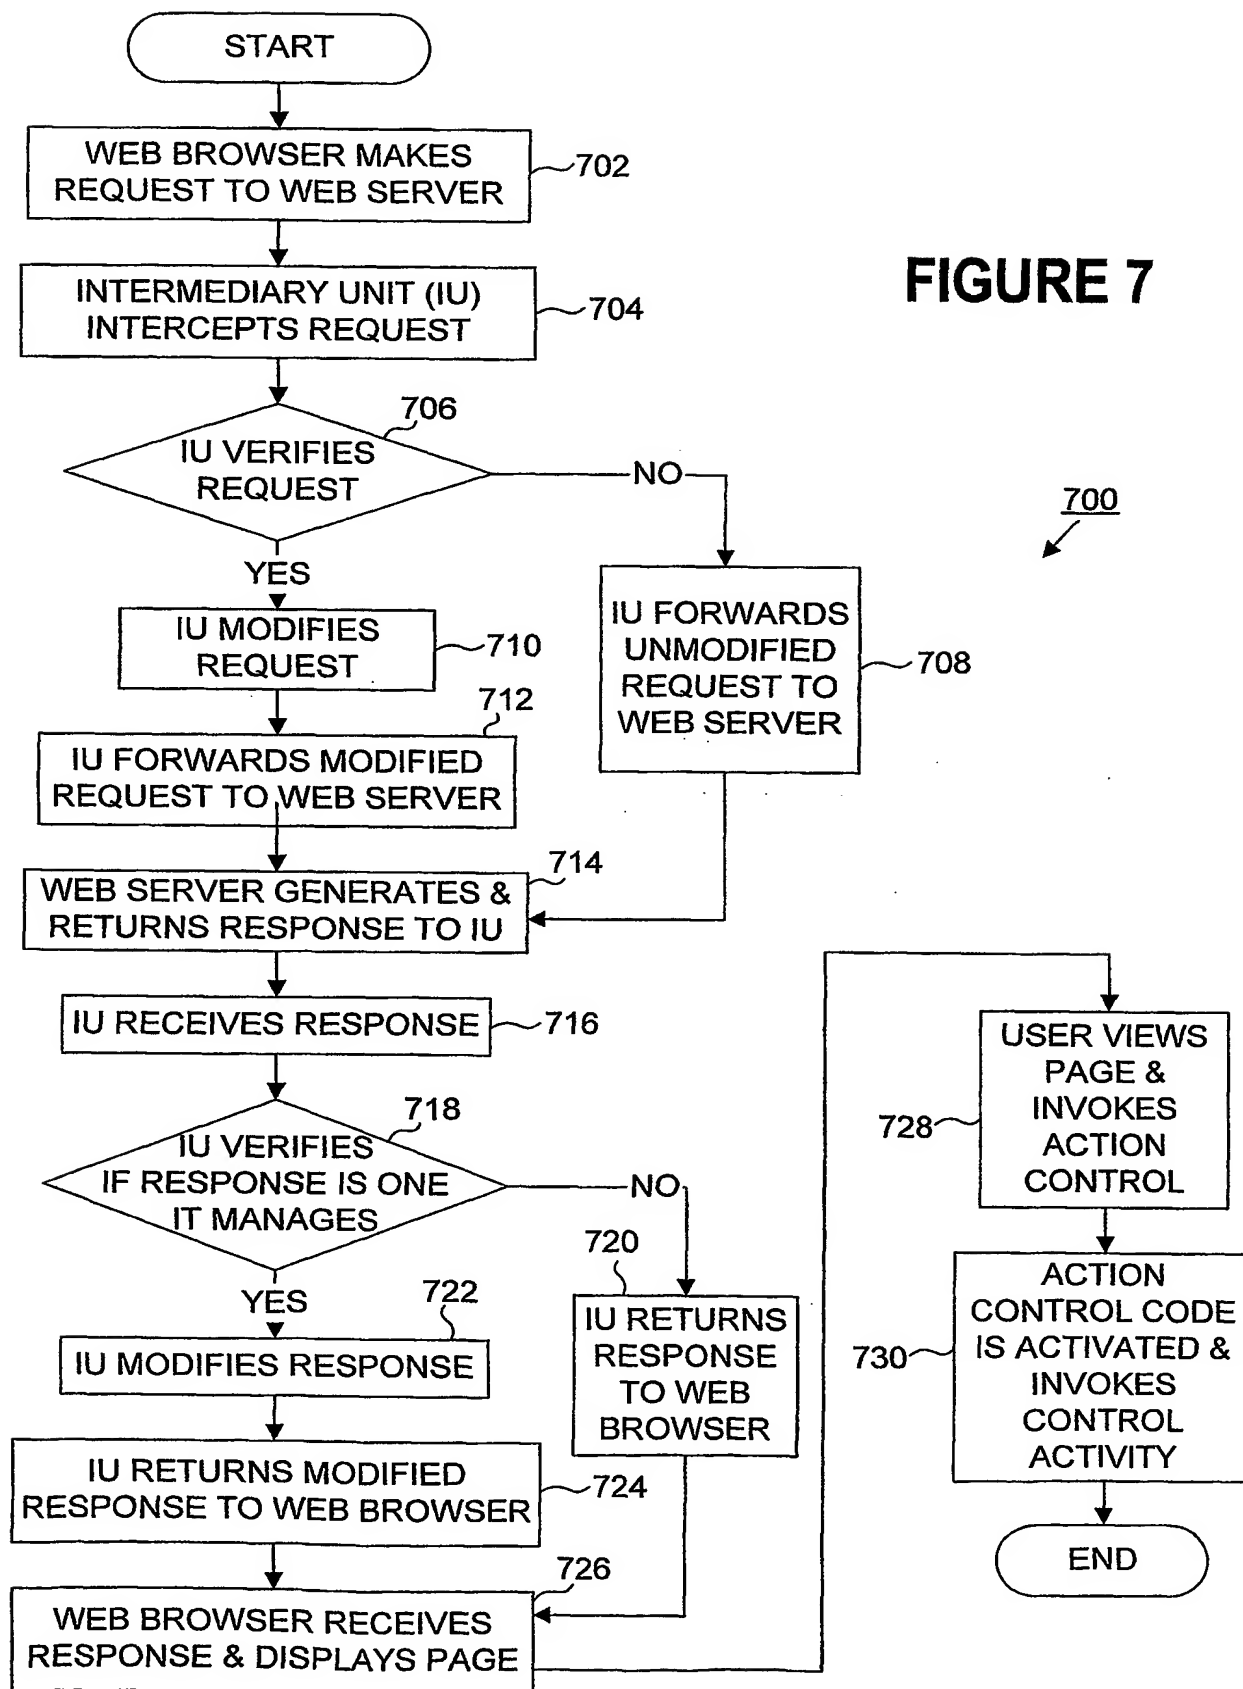 START
WEB BROWSER MAKES
REQUEST TO WEB SERVER
702
INTERMEDIARY UNIT (IU)
INTERCEPTS REQUEST
704
FIGURE 7
706
IU VERIFIES
REQUEST
NO
700
YES
IU MODIFIES
REQUEST
710
IU FORWARDS
UNMODIFIED
REQUEST TO
WEB SERVER
708
712
IU FORWARDS MODIFIED
REQUEST TO WEB SERVER
714
WEB SERVER GENERATES &
RETURNS RESPONSE TO IU
IU RECEIVES RESPONSE
716
718
IU VERIFIES
IF RESPONSE IS ONE
IT MANAGES
NO
YES
720
IU RETURNS
RESPONSE
TO WEB
BROWSER
722
IU MODIFIES RESPONSE
IU RETURNS MODIFIED
RESPONSE TO WEB BROWSER
724
726
WEB BROWSER RECEIVES
RESPONSE & DISPLAYS PAGE
USER VIEWS
PAGE &
INVOKES
ACTION
CONTROL
728
ACTION
CONTROL CODE
IS ACTIVATED &
INVOKES
CONTROL
ACTIVITY
730
END